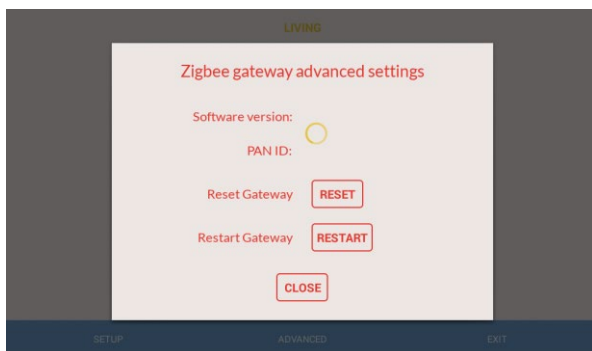 LIVING
Zigbee gateway advanced settings
Software version:
PAN ID:
Reset Gateway RESET
Restart Gateway RESTART
CLOSE
SETUP ADVANCED EXIT